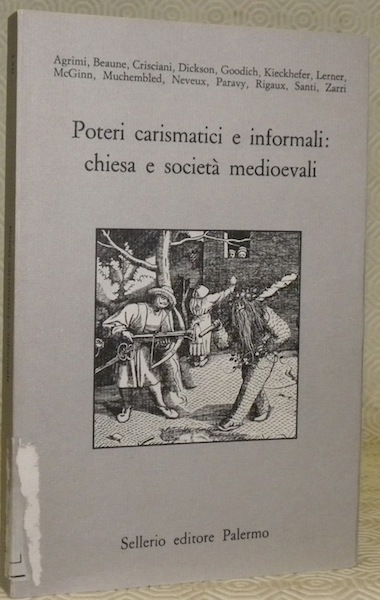 Agrimi, Beaune, Crisciani, Dickson, Goodich, Kieckhefer, Lerner,
McGinn, Muchembled, Neveux, Paravy, Rigaux, Santi, Zarri
Poteri carismatici e informali:
chiesa e società medioevali
Sellerio editore Palermo